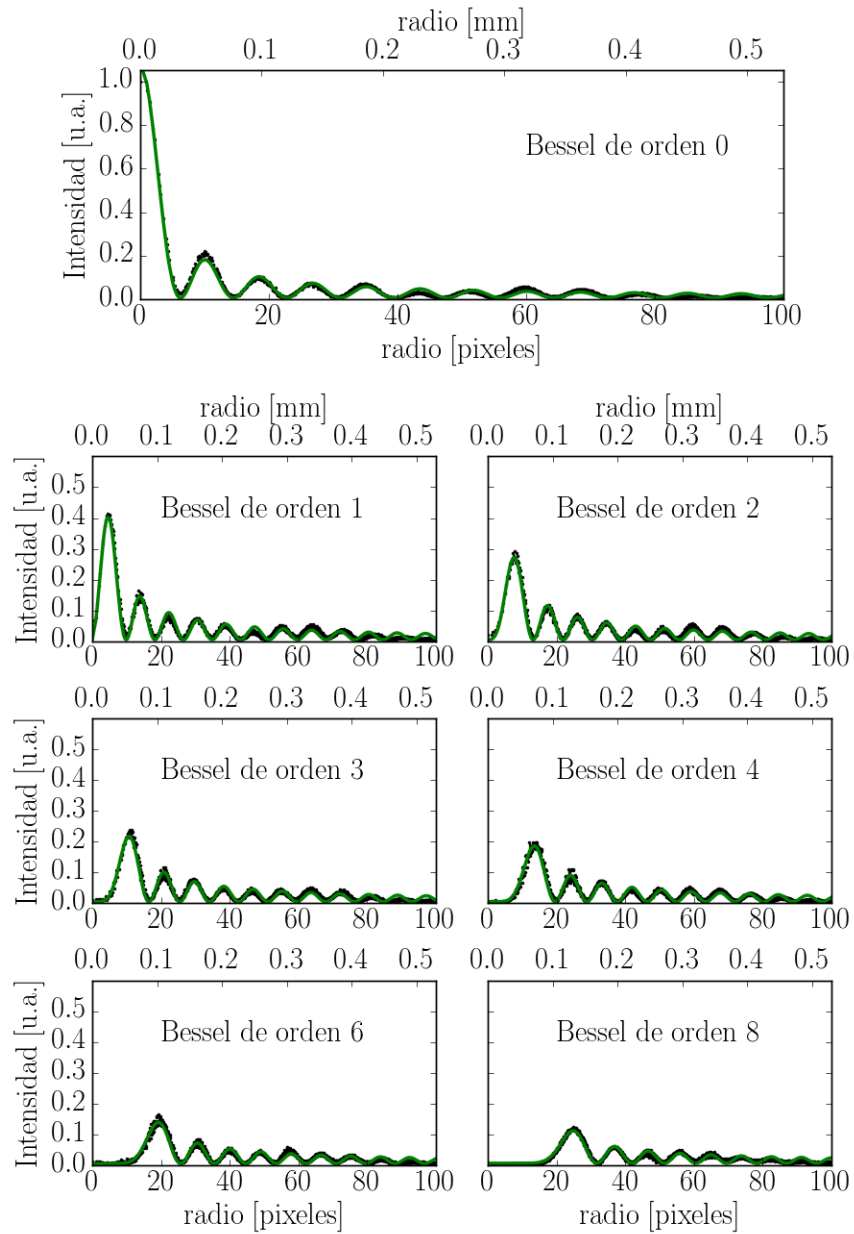 radio [mm]
0.0 0.1 0.2 0.3 0.4 0.5
Intensidad [u.a.]
1.0
0.8
0.6
0.4
0.2
0.0
Bessel de orden 0
0 20 40 60 80 100
radio [pixeles]
radio [mm]
0.0 0.1 0.2 0.3 0.4 0.5
Intensidad [u.a.]
0.5
0.4
0.3
0.2
0.1
0.0
Bessel de orden 1
0 20 40 60 80 100
radio [mm]
0.0 0.1 0.2 0.3 0.4 0.5
Bessel de orden 2
0 20 40 60 80 100
0.0 0.1 0.2 0.3 0.4 0.5
Intensidad [u.a.]
0.5
0.4
0.3
0.2
0.1
0.0
Bessel de orden 3
0 20 40 60 80 100
0.0 0.1 0.2 0.3 0.4 0.5
Bessel de orden 4
0 20 40 60 80 100
0.0 0.1 0.2 0.3 0.4 0.5
Intensidad [u.a.]
0.5
0.4
0.3
0.2
0.1
0.0
Bessel de orden 6
0 20 40 60 80 100
radio [pixeles]
0.0 0.1 0.2 0.3 0.4 0.5
Bessel de orden 8
0 20 40 60 80 100
radio [pixeles]